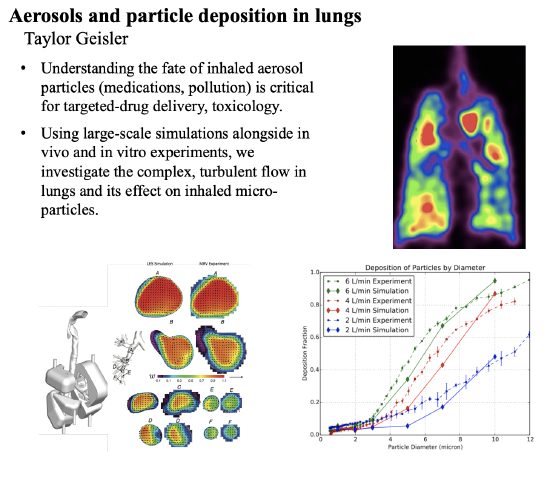 Aerosols and particle deposition in lungs
Taylor Geisler
• Understanding the fate of inhaled aerosol
particles (medications, pollution) is critical
for targeted-drug delivery, toxicology.
• Using large-scale simulations alongside in
vivo and in vitro experiments, we
investigate the complex, turbulent flow in
lungs and its effect on inhaled micro-
particles.
LES Simulation MRV Experiment
A A
B B
C C E E
D D F F
Deposition of Particles by Diameter
6 L/min Experiment
6 L/min Simulation
4 L/min Experiment
4 L/min Simulation
2 L/min Experiment
2 L/min Simulation
Deposition Fraction
1.0
0.8
0.6
0.4
0.2
0.0
0 2 4 6 8 10 12
Particle Diameter (micron)